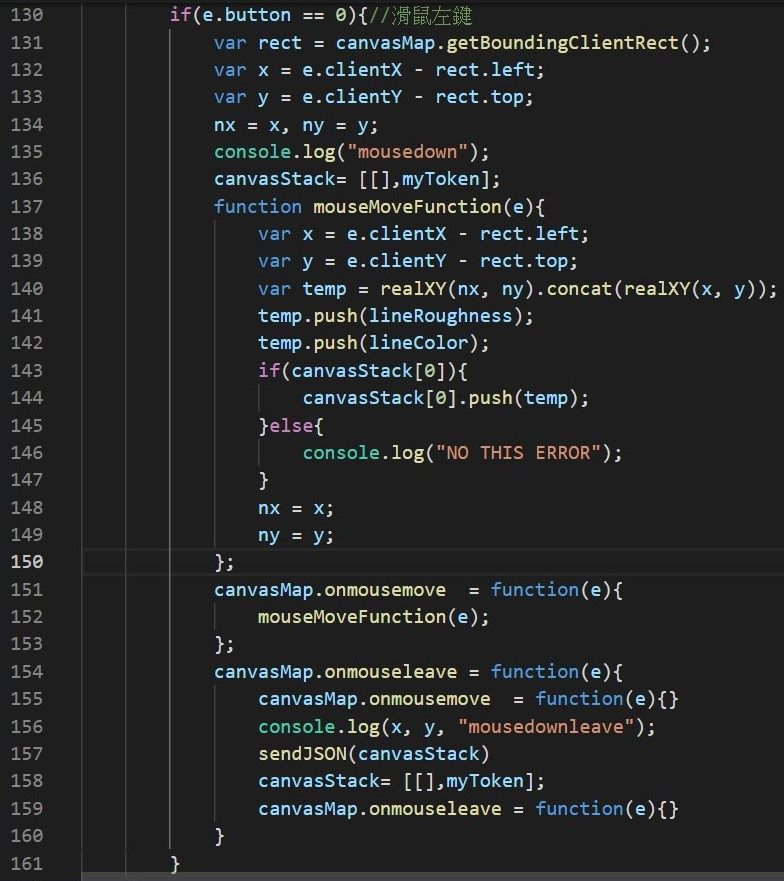 130 if(e.button == 0){//滑鼠左鍵
131 var rect = canvasMap.getBoundingClientRect();
132 var x = e.clientX - rect.left;
133 var y = e.clientY - rect.top;
134 nx = x, ny = y;
135 console.log("mousedown");
136 canvasStack= [[],myToken];
137 function mouseMoveFunction(e){
138 var x = e.clientX - rect.left;
139 var y = e.clientY - rect.top;
140 var temp = realXY(nx, ny).concat(realXY(x, y));
141 temp.push(lineRoughness);
142 temp.push(lineColor);
143 if(canvasStack[0]){
144 canvasStack[0].push(temp);
145 }else{
146 console.log("NO THIS ERROR");
147 }
148 nx = x;
149 ny = y;
150 };
151 canvasMap.onmousemove  = function(e){
152 mouseMoveFunction(e);
153 };
154 canvasMap.onmouseleave = function(e){
155 canvasMap.onmousemove  = function(e){}
156 console.log(x, y, "mousedownleave");
157 sendJSON(canvasStack)
158 canvasStack= [[],myToken];
159 canvasMap.onmouseleave = function(e){}
160 }
161 }